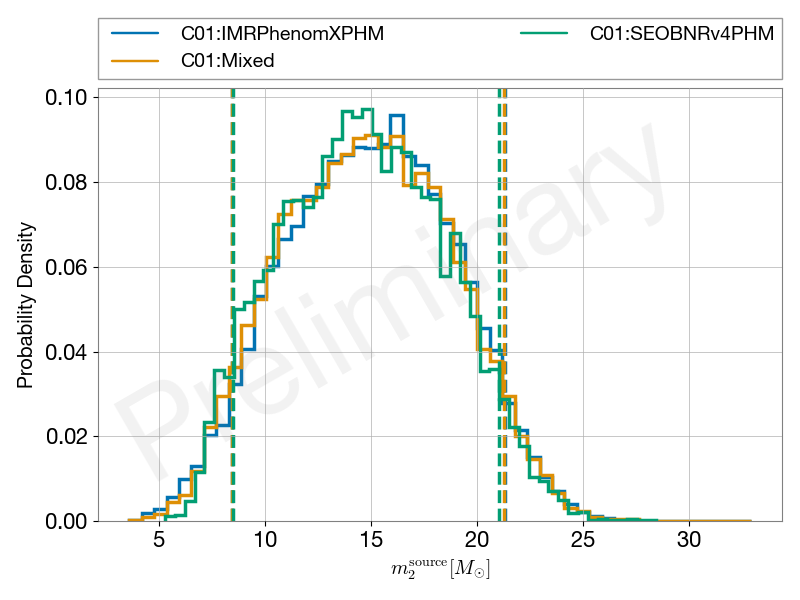 C01:IMRPhenomXPHM
C01:Mixed
C01:SEOBNRv4PHM
0.10
0.08
0.06
0.04
0.02
0.00
Probability Density
Preliminary
5 10 15 20 25 30
m₂^source [M⊙]